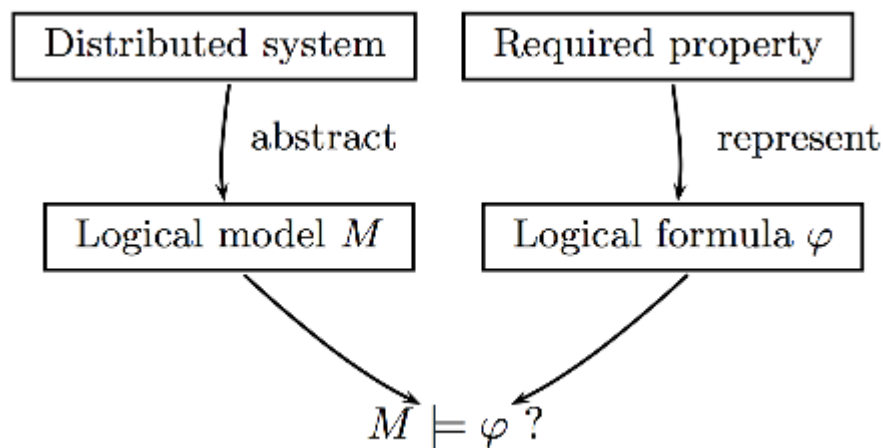 Distributed system
Required property
abstract
represent
Logical model M
Logical formula φ
M ⊨ φ ?